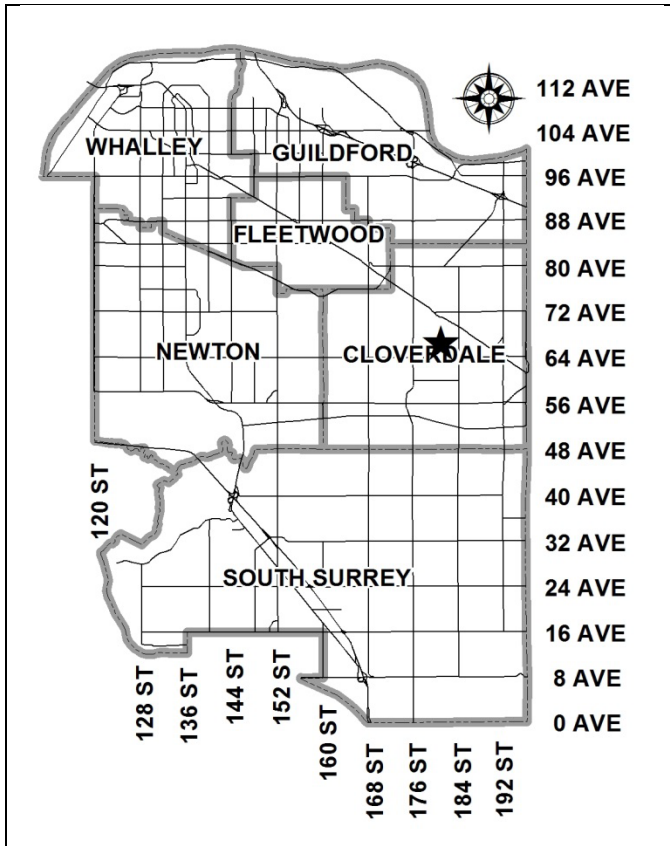 112 AVE
104 AVE
WHALLEY
GUILDFORD
96 AVE
88 AVE
FLEETWOOD
80 AVE
72 AVE
NEWTON
CLOVERDALE
64 AVE
56 AVE
48 AVE
120 ST
40 AVE
32 AVE
SOUTH SURREY
24 AVE
16 AVE
128 ST
136 ST
144 ST
152 ST
160 ST
8 AVE
0 AVE
168 ST
176 ST
184 ST
192 ST